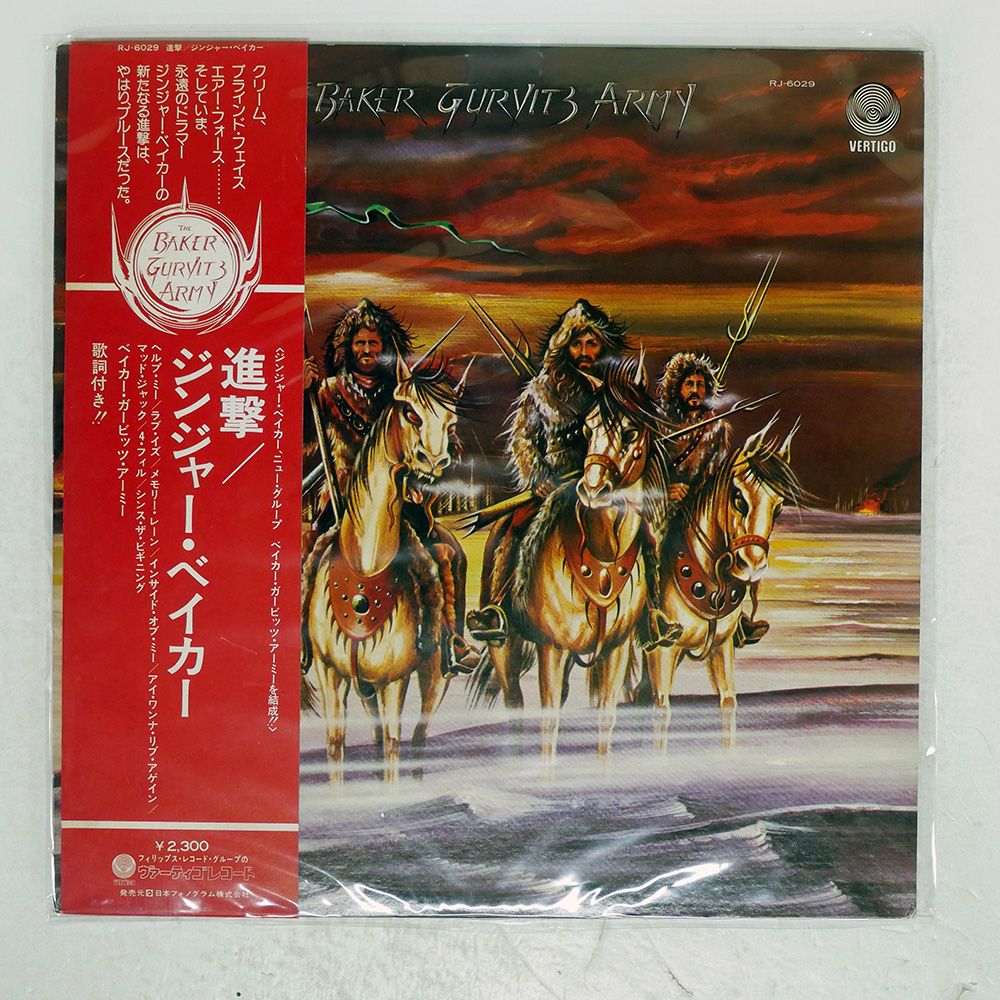 RJ-6029 進撃/ジンジャー・ベイカー
クリーム、
ブラインド・フェイス
エアー・フォース………
そしていま、
永遠のドラマー
ジンジャー・ベイカーの
新たなる進撃は、
やはりブルースだった。
THE
BAKER
GURVITZ
ARMY
〈ジンジャー・ベイカー、ニュー・グループ ベイカー・ガービッツ・アーミーを結成!!〉
進撃/
ジンジャー・ベイカー
ヘルプ・ミー/ラブ・イズ/メモリー・レーン/インサイド・オブ・ミー/アイ・ワンナ・リブ・アゲイン/
マッド・ジャック/4・フィル/シンス・ザ・ビギニング
ベイカー・ガービッツ・アーミー
歌詞付き!!
¥2,300
フィリップス・レコード・グループの
ヴァーティゴ・レコード
発売元 日本フォノグラム株式会社
BAKER GURVITZ ARMY
RJ-6029
VERTIGO